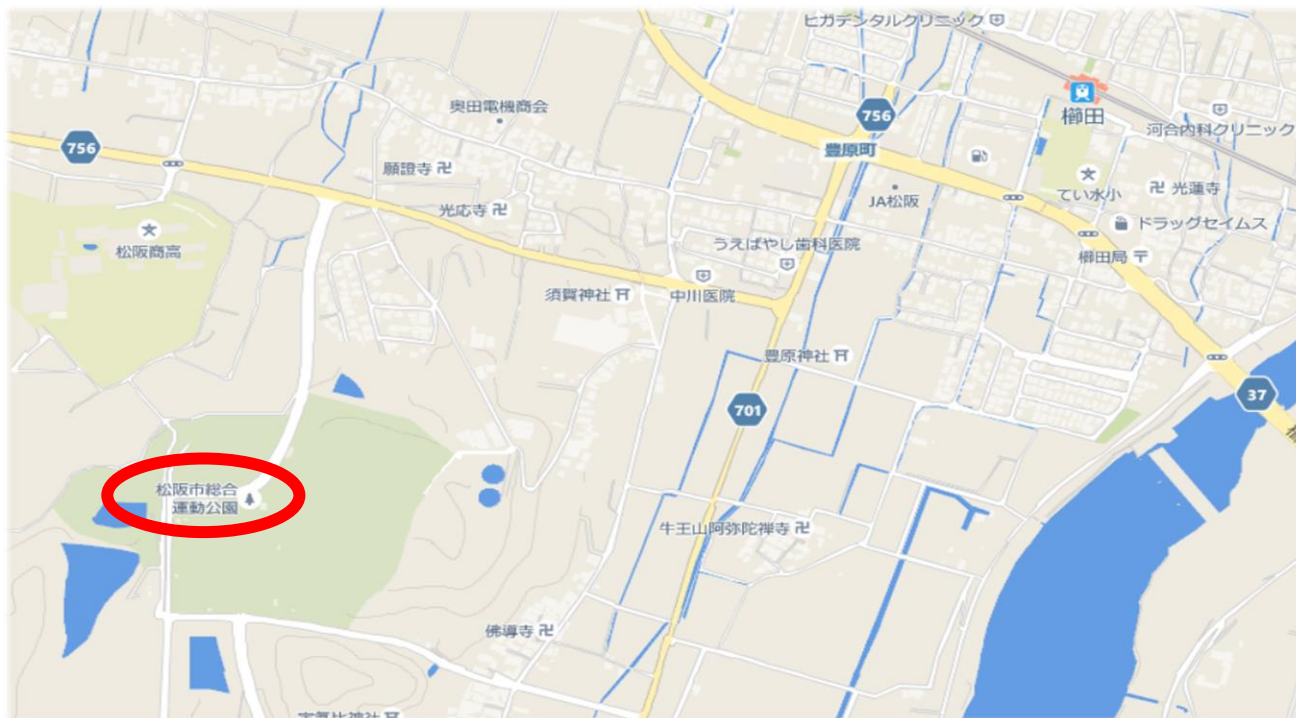 ヒガデンタルクリニック
櫛田
河合内科クリニック
奥田電機商会
756
豊原町
756
願證寺
JA松阪
てい水小
光蓮寺
光応寺
ドラッグセイムス
松阪商高
うえばやし歯科医院
櫛田局
須賀神社
中川医院
豊原神社
37
701
松阪市総合
運動公園
牛王山阿弥陀禅寺
佛導寺